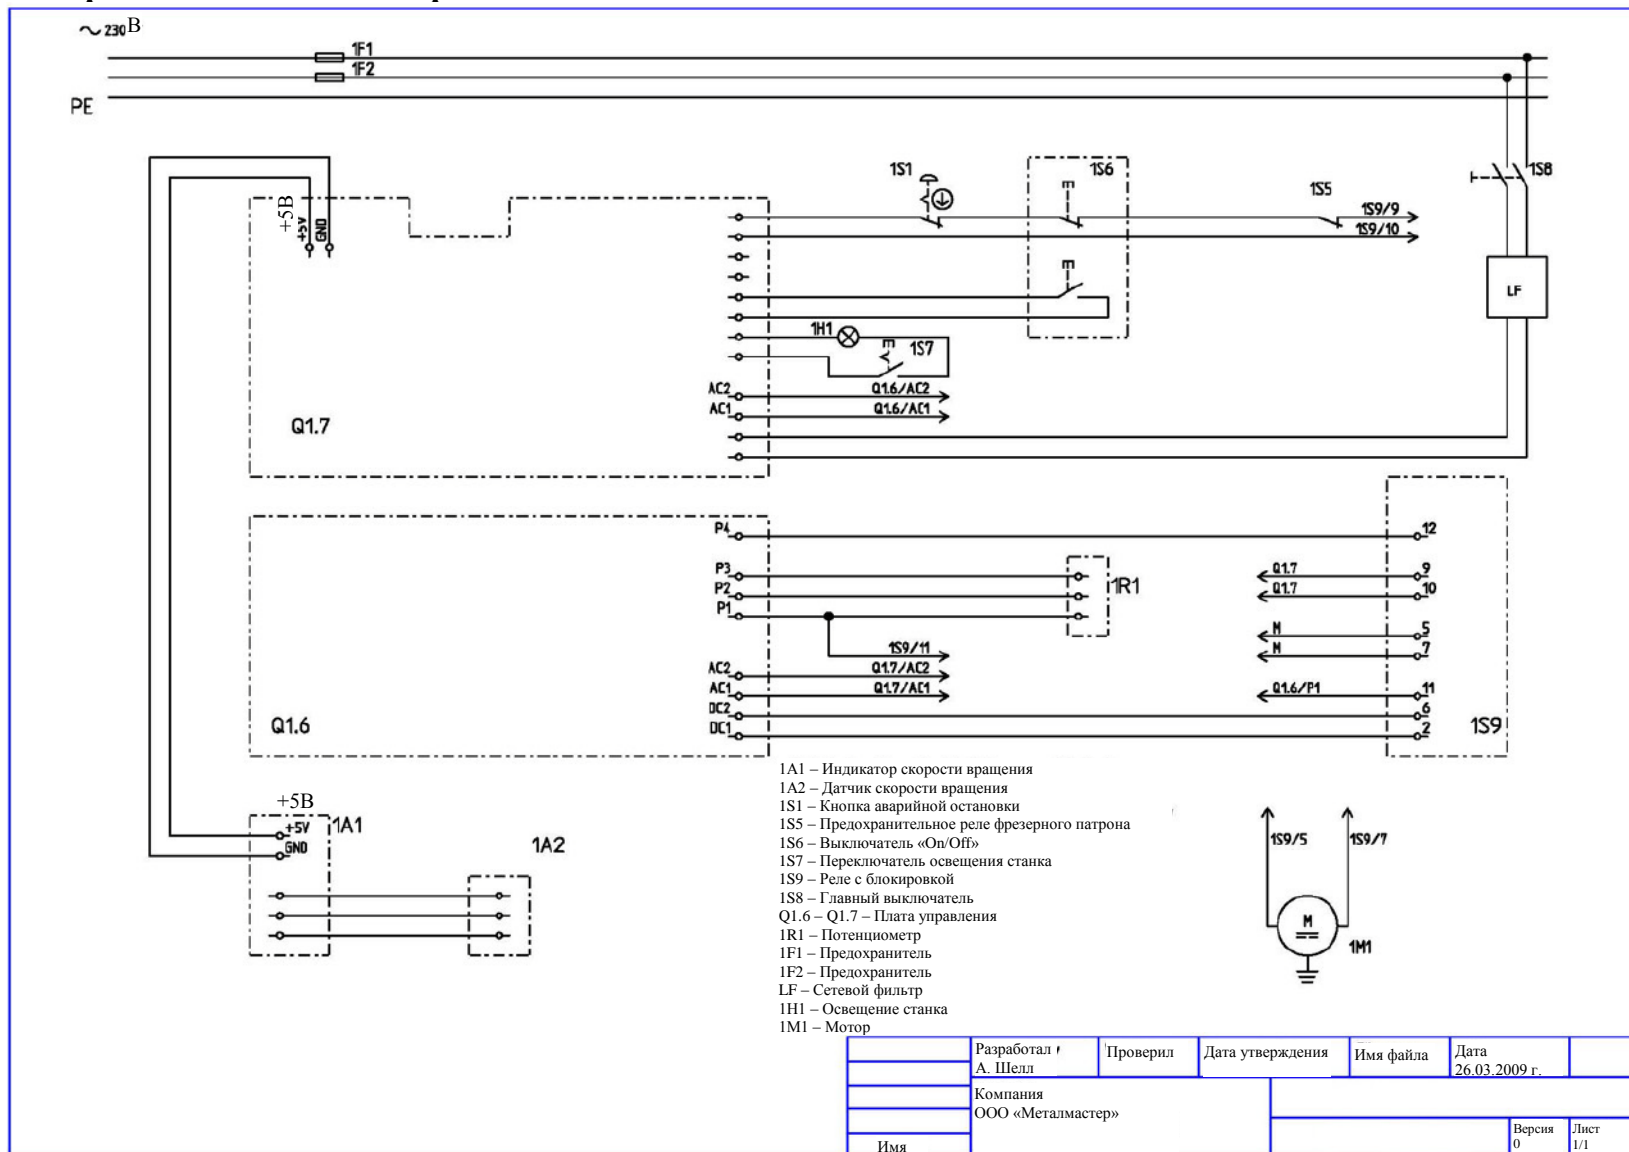 230В
1F1
1F2
PE
1S1
1S6
1S5
1S8
1S9/9
1S9/10
+5В
+5V
GND
LF
1H1
1S7
AC2
Q1.6/AC2
AC1
Q1.6/AC1
Q1.7
P4
12
P3
Q1.7
9
P2
1R1
Q1.7
10
P1
M
5
1S9/11
M
7
AC2
Q1.7/AC2
AC1
Q1.7/AC1
Q1.6/P1
11
DC2
6
Q1.6
DC1
2
1S9
1A1 – Индикатор скорости вращения
1A2 – Датчик скорости вращения
1S1 – Кнопка аварийной остановки
1S5 – Предохранительное реле фрезерного патрона
1S6 – Выключатель «On/Off»
1S7 – Переключатель освещения станка
1S9 – Реле с блокировкой
1S8 – Главный выключатель
Q1.6 – Q1.7 – Плата управления
1R1 – Потенциометр
1F1 – Предохранитель
1F2 – Предохранитель
LF – Сетевой фильтр
1H1 – Освещение станка
1M1 – Мотор
+5В
+5V
GND
1A1
1A2
1S9/5
1S9/7
M
1M1
Разработал
А. Шелл
Проверил
Дата утверждения
Имя файла
Дата
26.03.2009 г.
Компания
ООО «Металмастер»
Имя
Версия
0
Лист
1/1